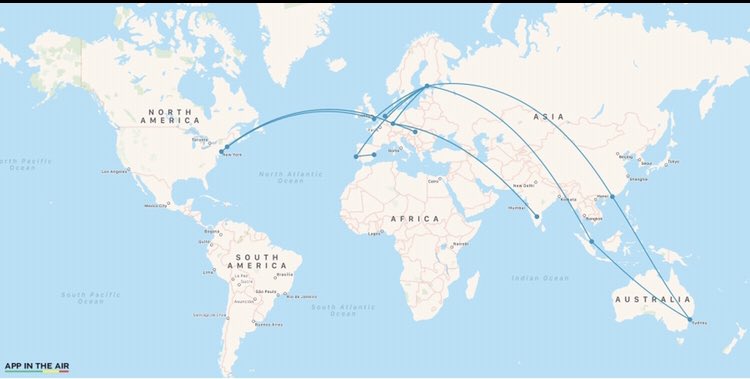 NORTH
AMERICA
ASIA
Toronto
New York
Los Angeles
North Pacific
Ocean
North Atlantic
Ocean
Mexico City
Beijing
Seoul
Tokyo
Shanghai
New Delhi
Cairo
Kolkata
Hanoi
Mumbai
Bangkok
AFRICA
Lagos
Nairobi
Bogota
Quito
SOUTH
AMERICA
Lima
La Paz
Sucre
Brasília
São Paulo
Rio de Janeiro
Asunción
Santiago de Chile
Buenos Aires
South Pacific
Ocean
South Atlantic
Ocean
Indian Ocean
AUSTRALIA
Sydney
APP IN THE AIR